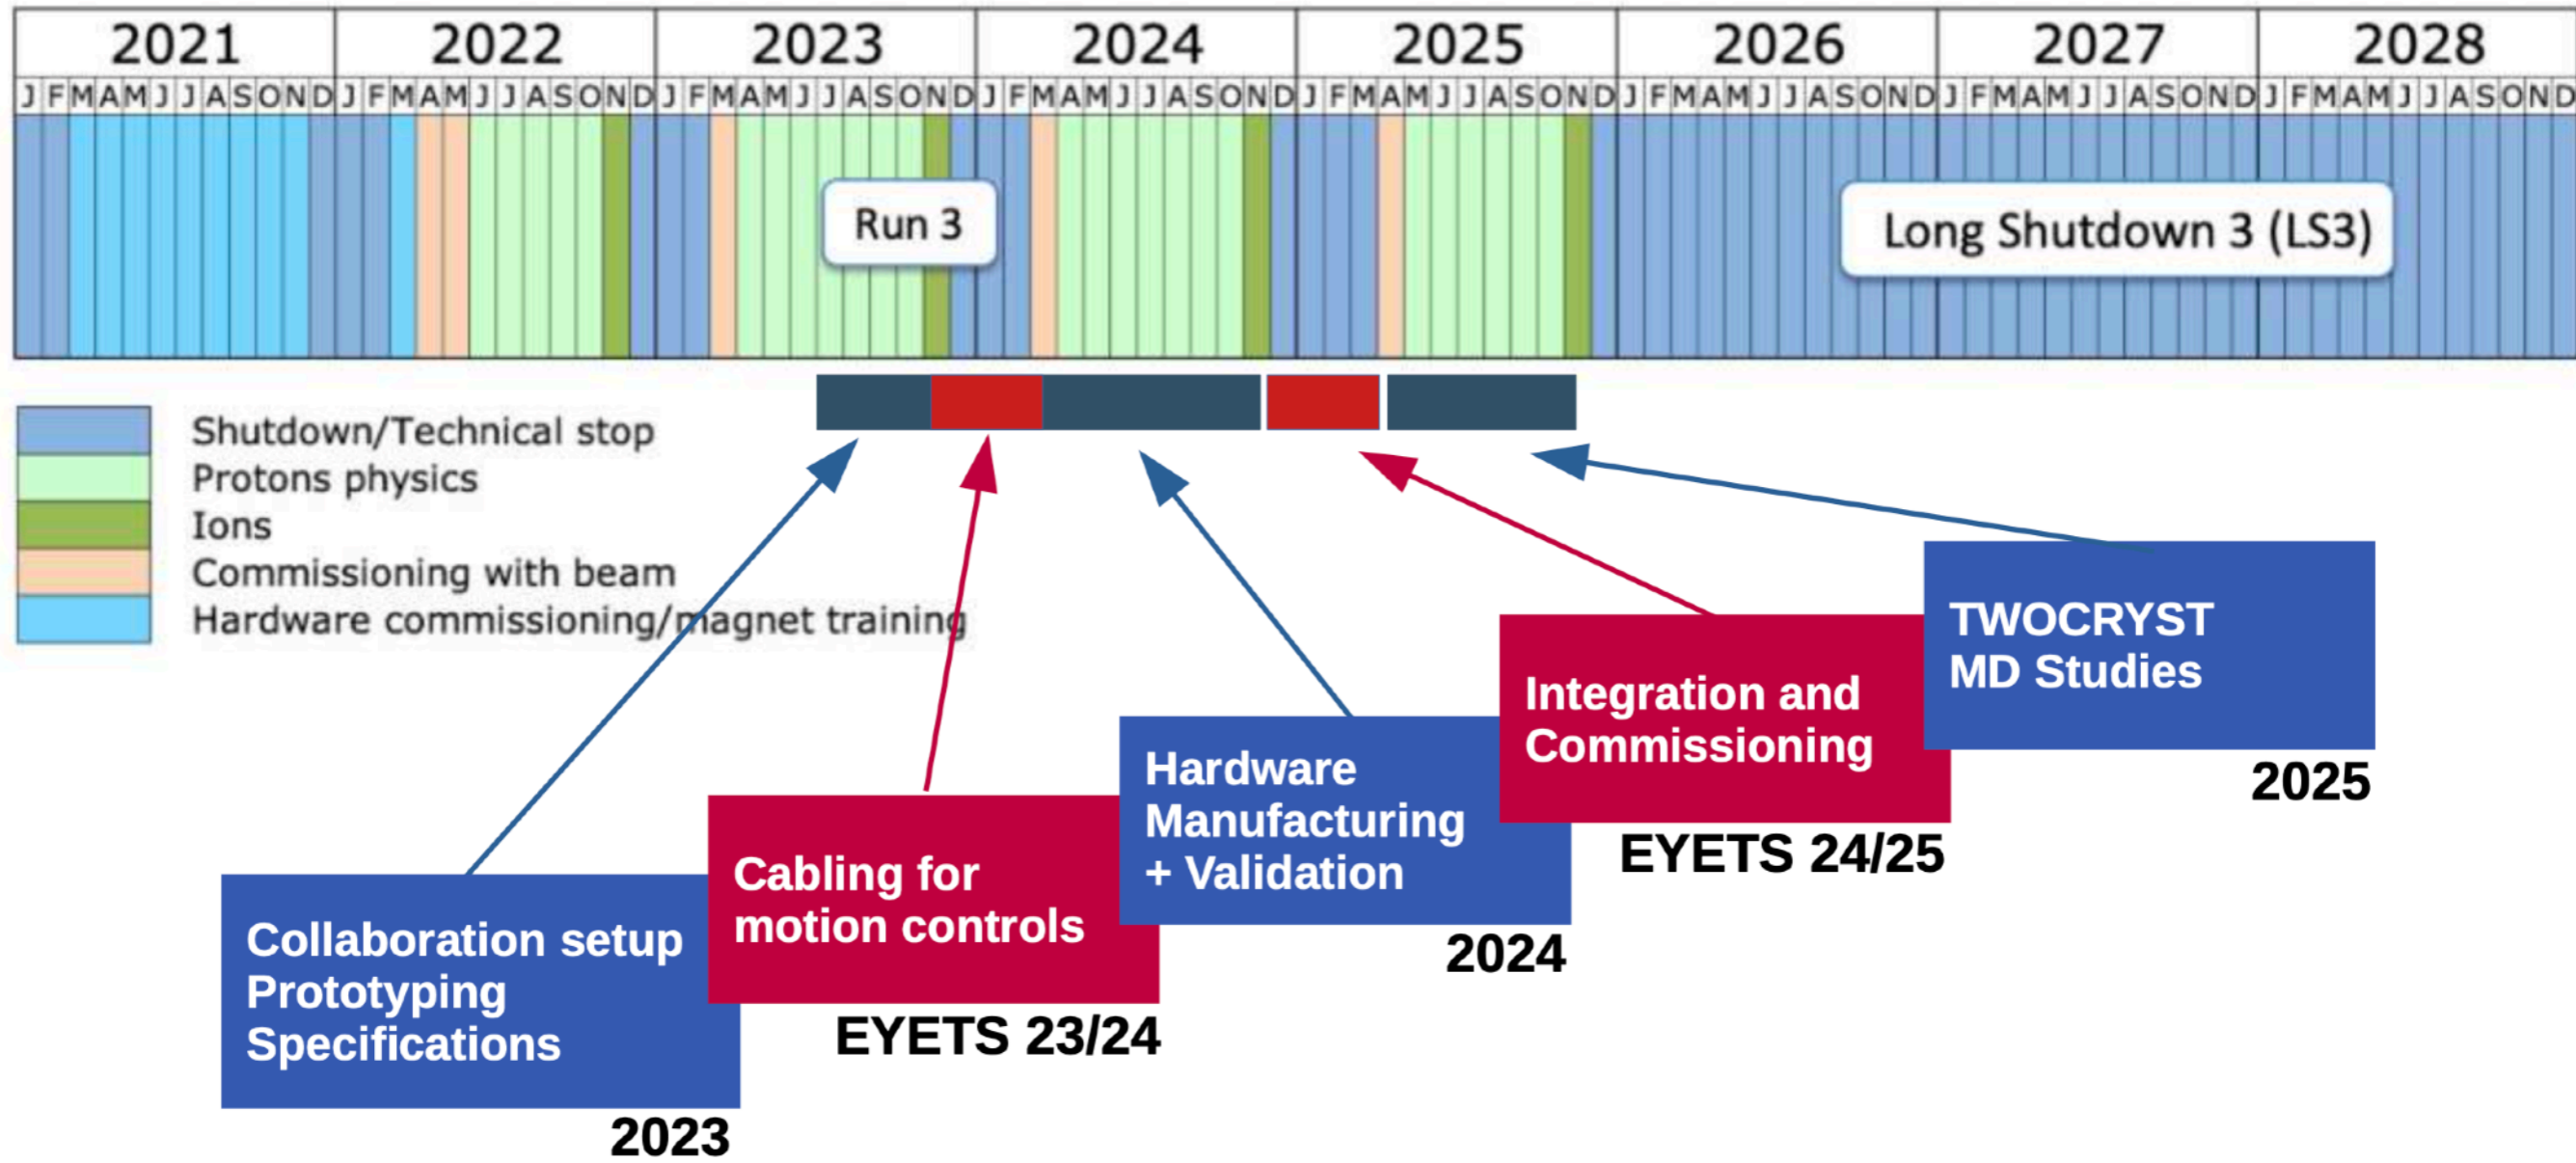 2021 2022 2023 2024 2025 2026 2027 2028
J F M A M J J A S O N D J F M A M J J A S O N D J F M A M J J A S O N D J F M A M J J A S O N D J F M A M J J A S O N D J F M A M J J A S O N D J F M A M J J A S O N D J F M A M J J A S O N D
Run 3
Long Shutdown 3 (LS3)
Shutdown/Technical stop
Protons physics
Ions
Commissioning with beam
Hardware commissioning/magnet training
Collaboration setup
Prototyping
Specifications
2023
Cabling for
motion controls
EYETS 23/24
Hardware
Manufacturing
+ Validation
2024
Integration and
Commissioning
EYETS 24/25
TWOCRYST
MD Studies
2025